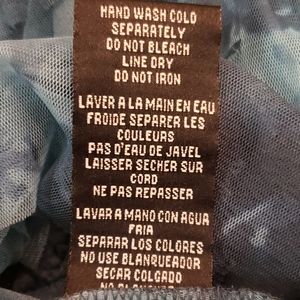 HAND WASH COLD
SEPARATELY
DO NOT BLEACH
LINE DRY
DO NOT IRON
LAVER A LA MAIN EN EAU
FROIDE SEPARER LES
COULEURS
PAS D'EAU DE JAVEL
LAISSER SECHER SUR
CORD
NE PAS REPASSER
LAVAR A MANO CON AGUA
FRIA
SEPARAR LOS COLORES
NO USE BLANQUEADOR
SECAR COLGADO
NO